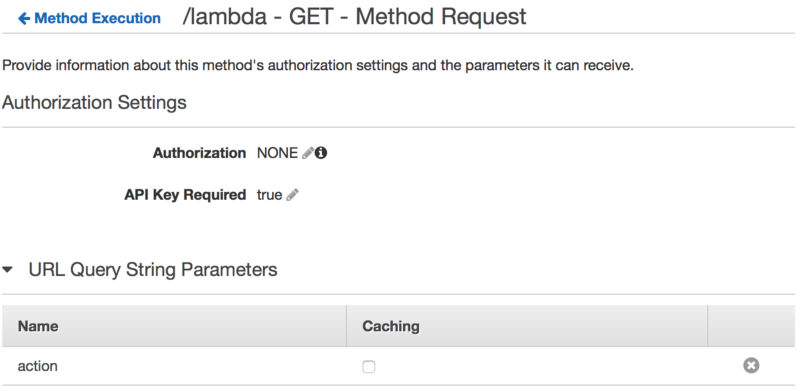 Method Execution /lambda - GET - Method Request
Provide information about this method's authorization settings and the parameters it can receive.
Authorization Settings
Authorization NONE
API Key Required true
URL Query String Parameters
Name Caching
action